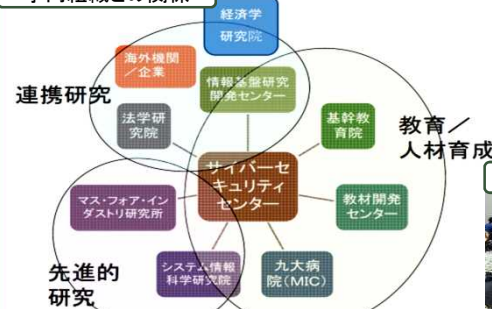 経済学
研究院
海外機関
／企業
情報基盤研究
開発センター
連携研究
法学研
究院
基幹教
育院
教育／
人材育成
サイバーセ
キュリティ
センター
マス・フォア・イン
ダストリ研究所
教材開発
センター
先進的
研究
システム情報
科学研究院
九大病
院（MIC）